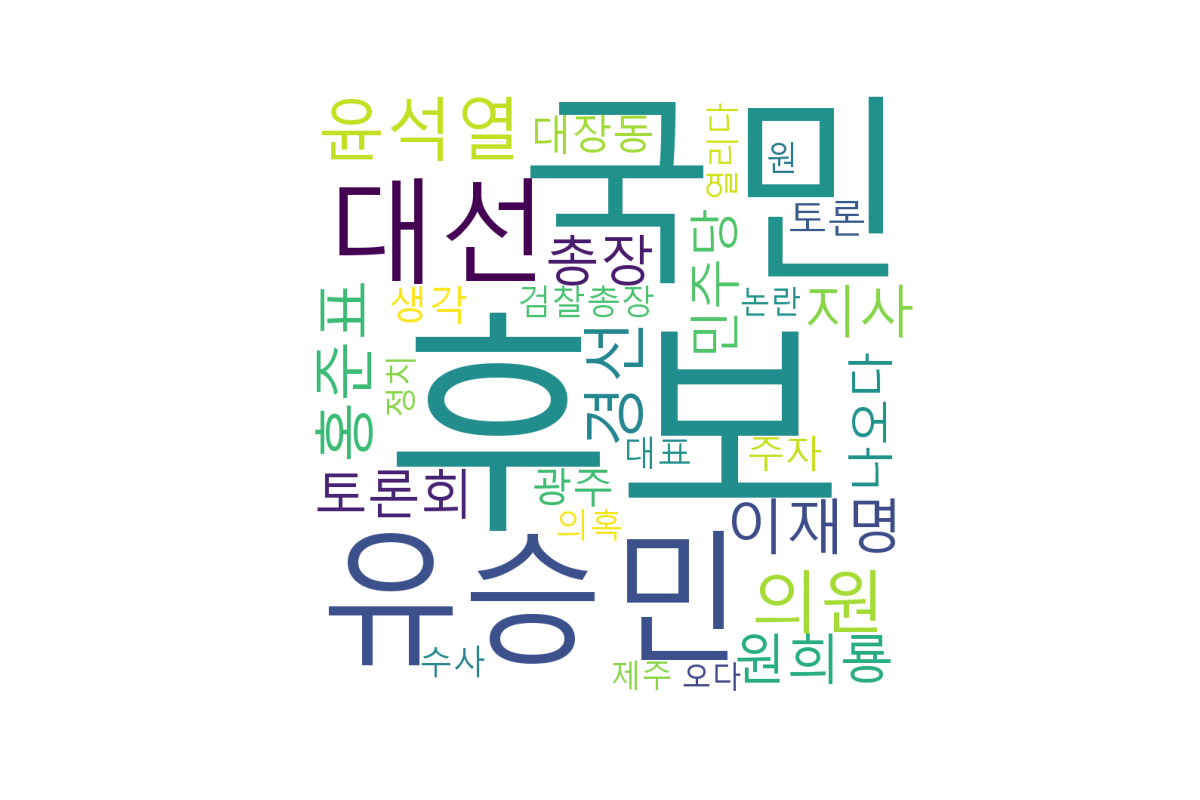 윤석열
대장동
국민
열리다
원
토론
대선
총장
민주당
생각
검찰총장
논란
지사
홍준표
정치
후보
경선
나오다
대표
주자
토론회
광주
의혹
이재명
유승민
의원
수사
제주
오다
원희룡